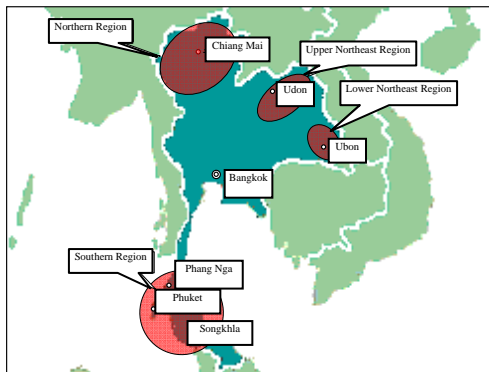 Northern Region
Chiang Mai
Upper Northeast Region
Udon
Lower Northeast Region
Ubon
Bangkok
Southern Region
Phang Nga
Phuket
Songkhla